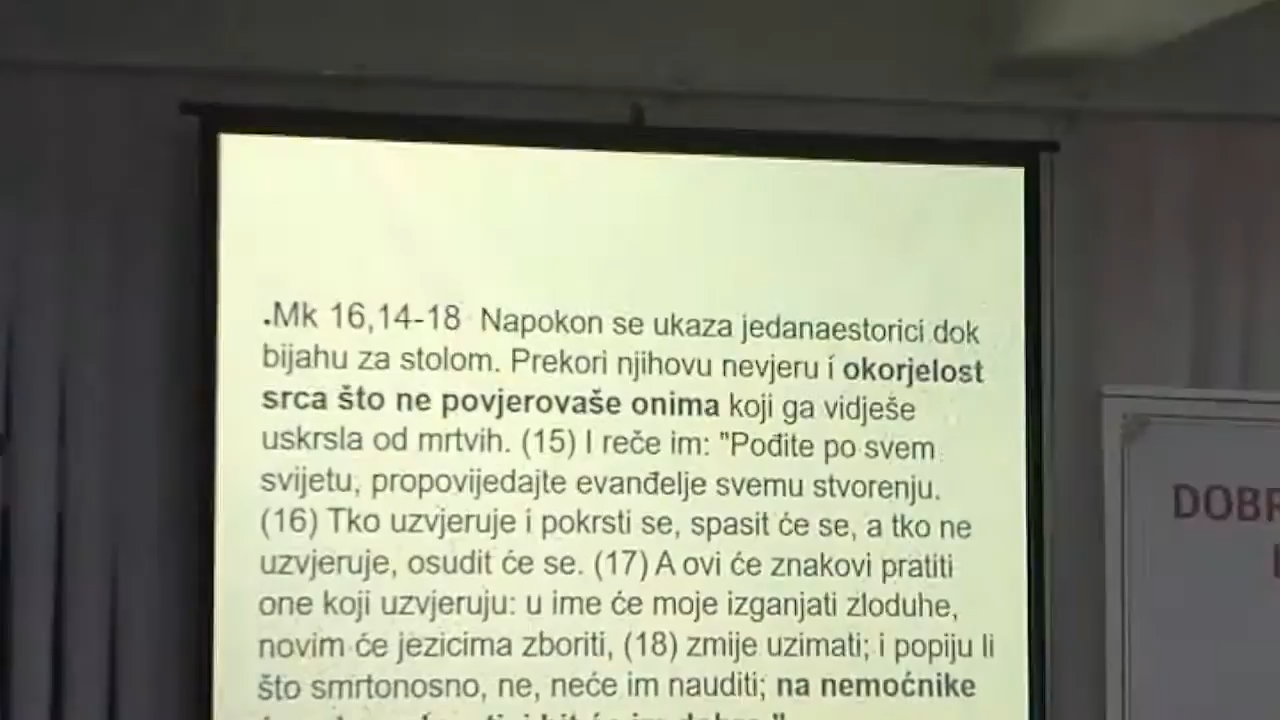 .Mk 16,14-18 Napokon se ukaza jedanaestorici dok
bijahu za stolom. Prekori njihovu nevjeru i okorjelost
srca što ne povjerovaše onima koji ga vidješe
uskrsla od mrtvih. (15) I reče im: "Pođite po svem
svijetu, propovijedajte evanđelje svemu stvorenju.
(16) Tko uzvjeruje i pokrsti se, spasit će se, a tko ne
uzvjeruje, osudit će se. (17) A ovi će znakovi pratiti
one koji uzvjeruju: u ime će moje izganjati zloduhe,
novim će jezicima zboriti, (18) zmije uzimati; i popiju li
što smrtonosno, ne, neće im nauditi; na nemoćnike
DOBR